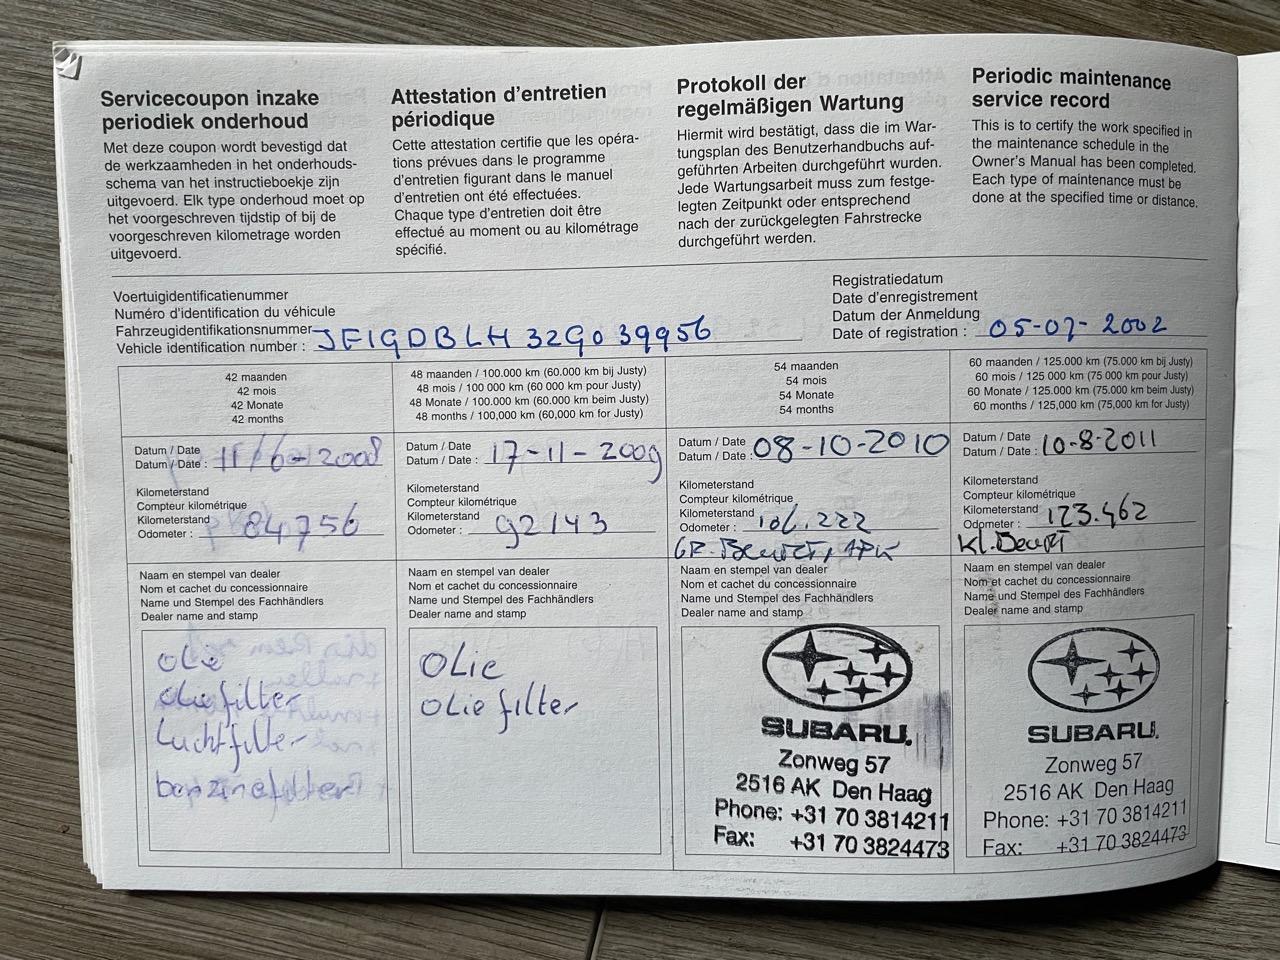 Servicecoupon inzake
periodiek onderhoud
Met deze coupon wordt bevestigd dat
de werkzaamheden in het onderhouds-
schema van het instructieboekje zijn
uitgevoerd. Elk type onderhoud moet op
het voorgeschreven tijdstip of bij de
voorgeschreven kilometrage worden
uitgevoerd.
Attestation d'entretien
périodique
Cette attestation certifie que les opéra-
tions prévues dans le programme
d'entretien figurant dans le manuel
d'entretien ont été effectuées.
Chaque type d'entretien doit être
effectué au moment ou au kilométrage
spécifié.
Protokoll der
regelmäßigen Wartung
Hiermit wird bestätigt, dass die im War-
tungsplan des Benutzerhandbuchs auf-
geführten Arbeiten durchgeführt wurden.
Jede Wartungsarbeit muss zum festge-
legten Zeitpunkt oder entsprechend
nach der zurückgelegten Fahrstrecke
durchgeführt werden.
Periodic maintenance
service record
This is to certify the work specified in
the maintenance schedule in the
Owner's Manual has been completed.
Each type of maintenance must be
done at the specified time or distance.
Voertuigidentificatienummer
Numéro d'identification du véhicule
Fahrzeugidentifikationsnummer
Vehicle identification number : JF1GDBLH32G039956
Registratiedatum
Date d'enregistrement
Datum der Anmeldung
Date of registration : 05-07-2002
42 maanden
42 mois
42 Monate
42 months
Datum / Date
Datum / Date : 11/6-2008
Kilometerstand
Compteur kilométrique
Kilometerstand
Odometer : 84756
Naam en stempel van dealer
Nom et cachet du concessionnaire
Name und Stempel des Fachhändlers
Dealer name and stamp
olie
oliefilter
Luchtfilter
benzinefilter
48 maanden / 100.000 km (60.000 km bij Justy)
48 mois / 100 000 km (60 000 km pour Justy)
48 Monate / 100.000 km (60.000 km beim Justy)
48 months / 100,000 km (60,000 km for Justy)
Datum / Date
Datum / Date : 17-11-2009
Kilometerstand
Compteur kilométrique
Kilometerstand
Odometer : 92143
Naam en stempel van dealer
Nom et cachet du concessionnaire
Name und Stempel des Fachhändlers
Dealer name and stamp
OLie
oliefilter
54 maanden
54 mois
54 Monate
54 months
Datum / Date
Datum / Date : 08-10-2010
Kilometerstand
Compteur kilométrique
Kilometerstand
Odometer : 106.222
GR. Beurt, APK
Naam en stempel van dealer
Nom et cachet du concessionnaire
Name und Stempel des Fachhändlers
Dealer name and stamp
SUBARU.
Zonweg 57
2516 AK Den Haag
Phone: +31 70 3814211
Fax: +31 70 3824473
60 maanden / 125.000 km (75.000 km bij Justy)
60 mois / 125 000 km (75 000 km pour Justy)
60 Monate / 125.000 km (75.000 km beim Justy)
60 months / 125,000 km (75,000 km for Justy)
Datum / Date
Datum / Date : 10-8-2011
Kilometerstand
Compteur kilométrique
Kilometerstand
Odometer : 123.462
Kl. Beurt
Naam en stempel van dealer
Nom et cachet du concessionnaire
Name und Stempel des Fachhändlers
Dealer name and stamp
SUBARU.
Zonweg 57
2516 AK Den Haag
Phone: +31 70 3814211
Fax: +31 70 3824473